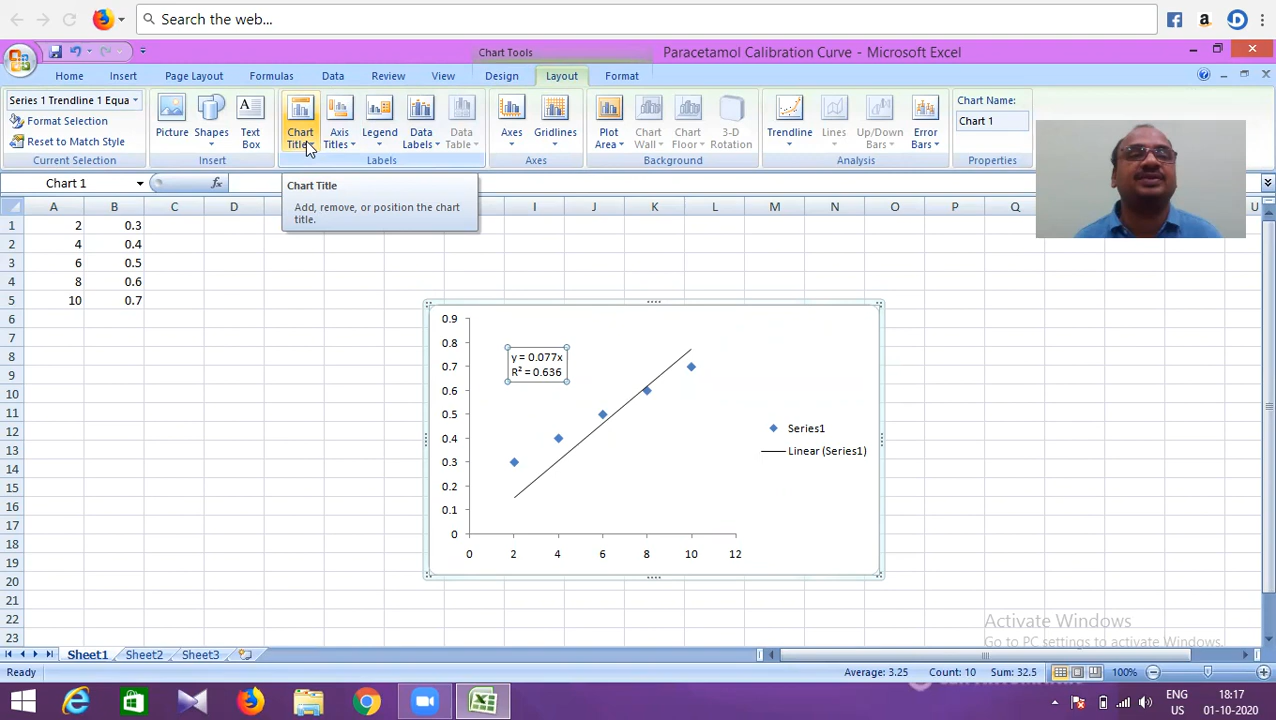 Search the web...
Chart Tools
Paracetamol Calibration Curve - Microsoft Excel
Home Insert Page Layout Formulas Data Review View Design Layout Format
Series 1 Trendline 1 Equa
Format Selection
Reset to Match Style
Current Selection
Picture Shapes Text Box
Insert
Chart Title Axis Titles Legend Data Labels Data Table
Labels
Axes Gridlines
Axes
Plot Area Chart Wall Chart Floor 3-D Rotation
Background
Trendline Lines Up/Down Bars Error Bars
Analysis
Chart Name:
Chart 1
Properties
Chart 1 fx
Chart Title
Add, remove, or position the chart
title.
A B C D I J K L M N O P Q U
1 2 0.3
2 4 0.4
3 6 0.5
4 8 0.6
5 10 0.7
6
7
8
9
10
11
12
13
14
15
16
17
18
19
20
21
22
23
0.9
0.8
0.7
0.6
0.5
0.4
0.3
0.2
0.1
0
0 2 4 6 8 10 12
y = 0.077x
R² = 0.636
Series1
Linear (Series1)
Activate Windows
Go to PC settings to activate Windows.
Sheet1 Sheet2 Sheet3
Ready
Average: 3.25 Count: 10 Sum: 32.5
100%
ENG
US
18:17
01-10-2020